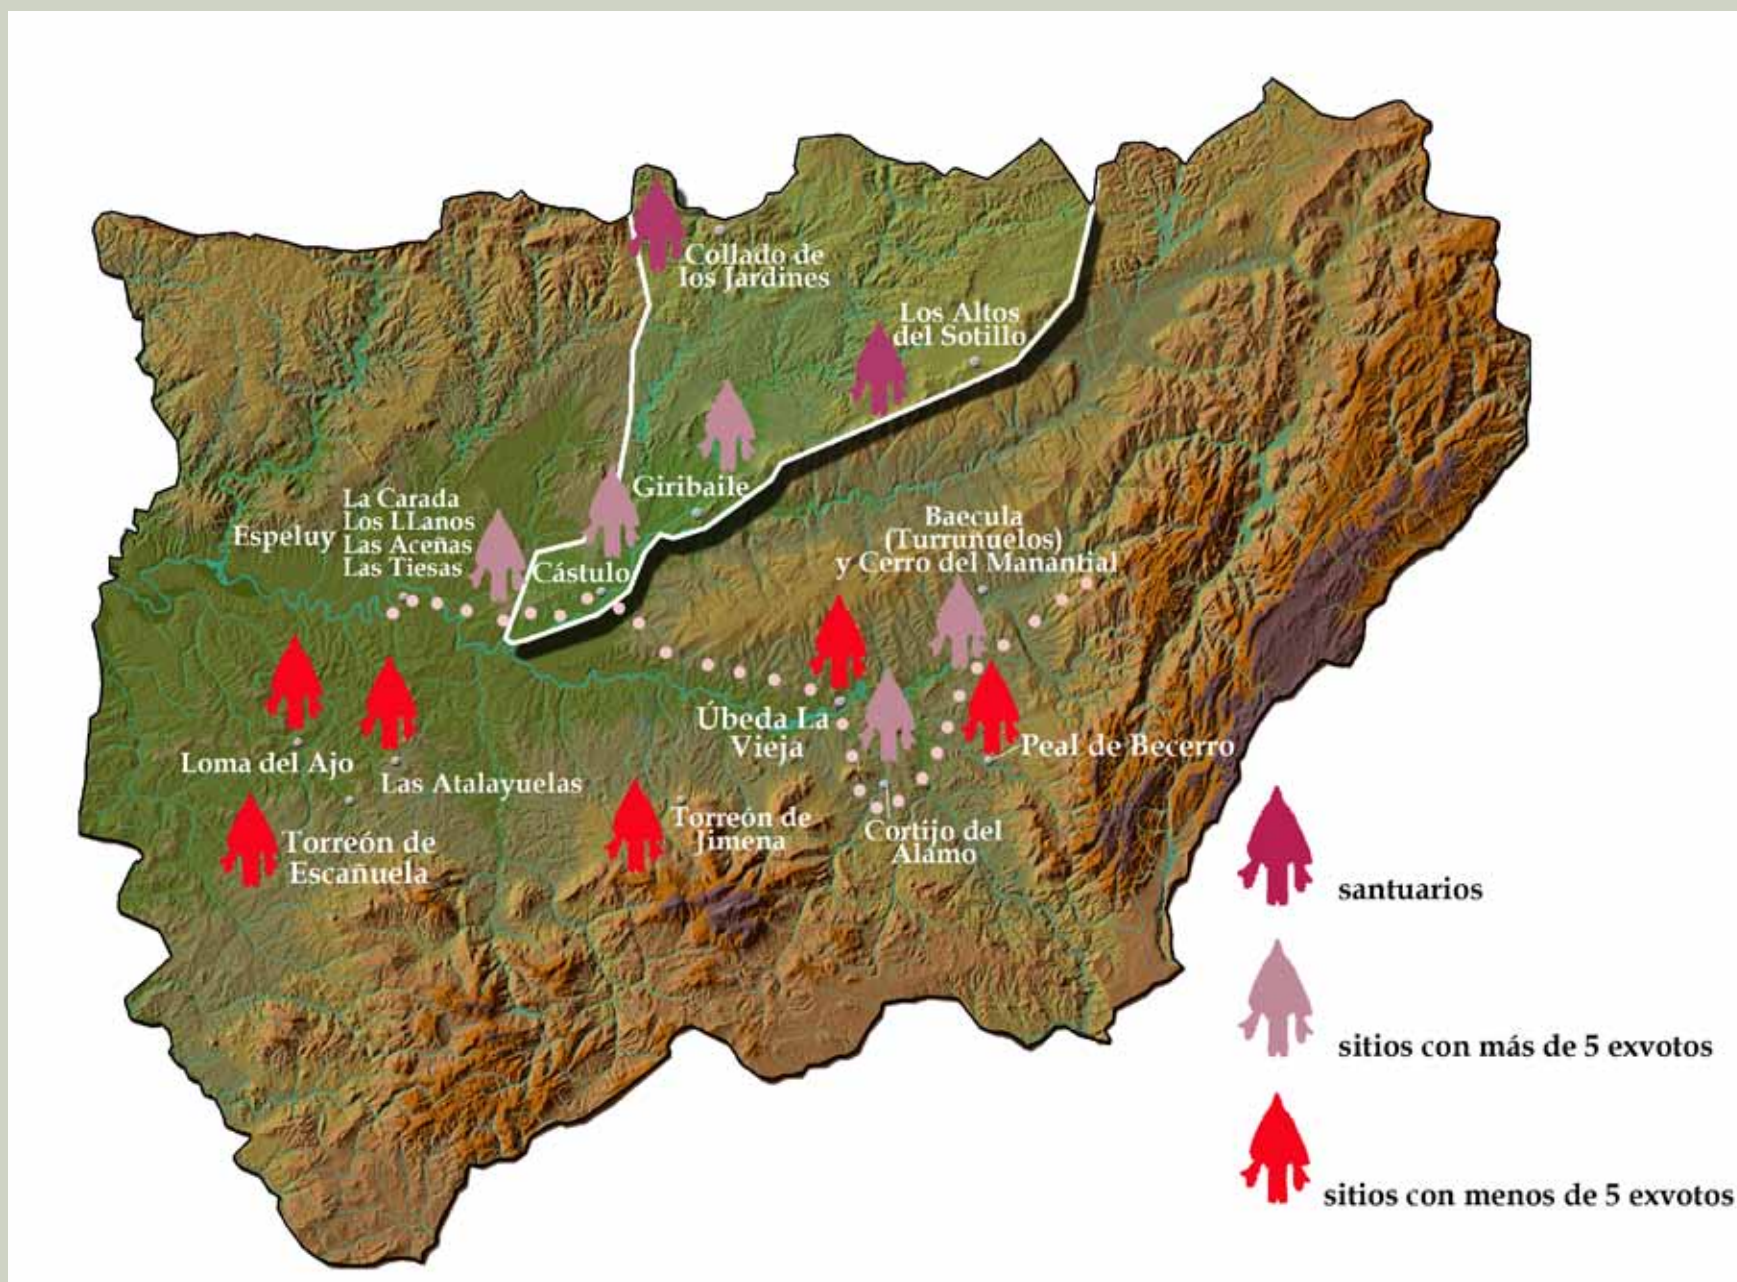 Collado de
los Jardines
Los Altos
del Sotillo
Giribaile
La Carada
Los LLanos
Espeluy
Las Aceñas
Las Tiesas
Cástulo
Baecula
(Turruñuelos)
y Cerro del Manantial
Úbeda La
Vieja
Peal de Becerro
Loma del Ajo
Las Atalayuelas
Torreón de
Escañuela
Torreón de
Jimena
Cortijo del
Alamo
santuarios
sitios con más de 5 exvotos
sitios con menos de 5 exvotos